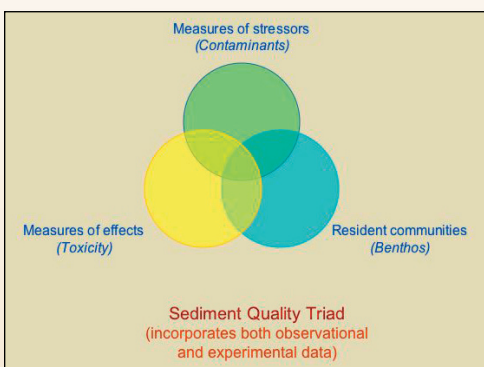 Measures of stressors
(Contaminants)
Measures of effects
(Toxicity)
Resident communities
(Benthos)
Sediment Quality Triad
(incorporates both observational
and experimental data)